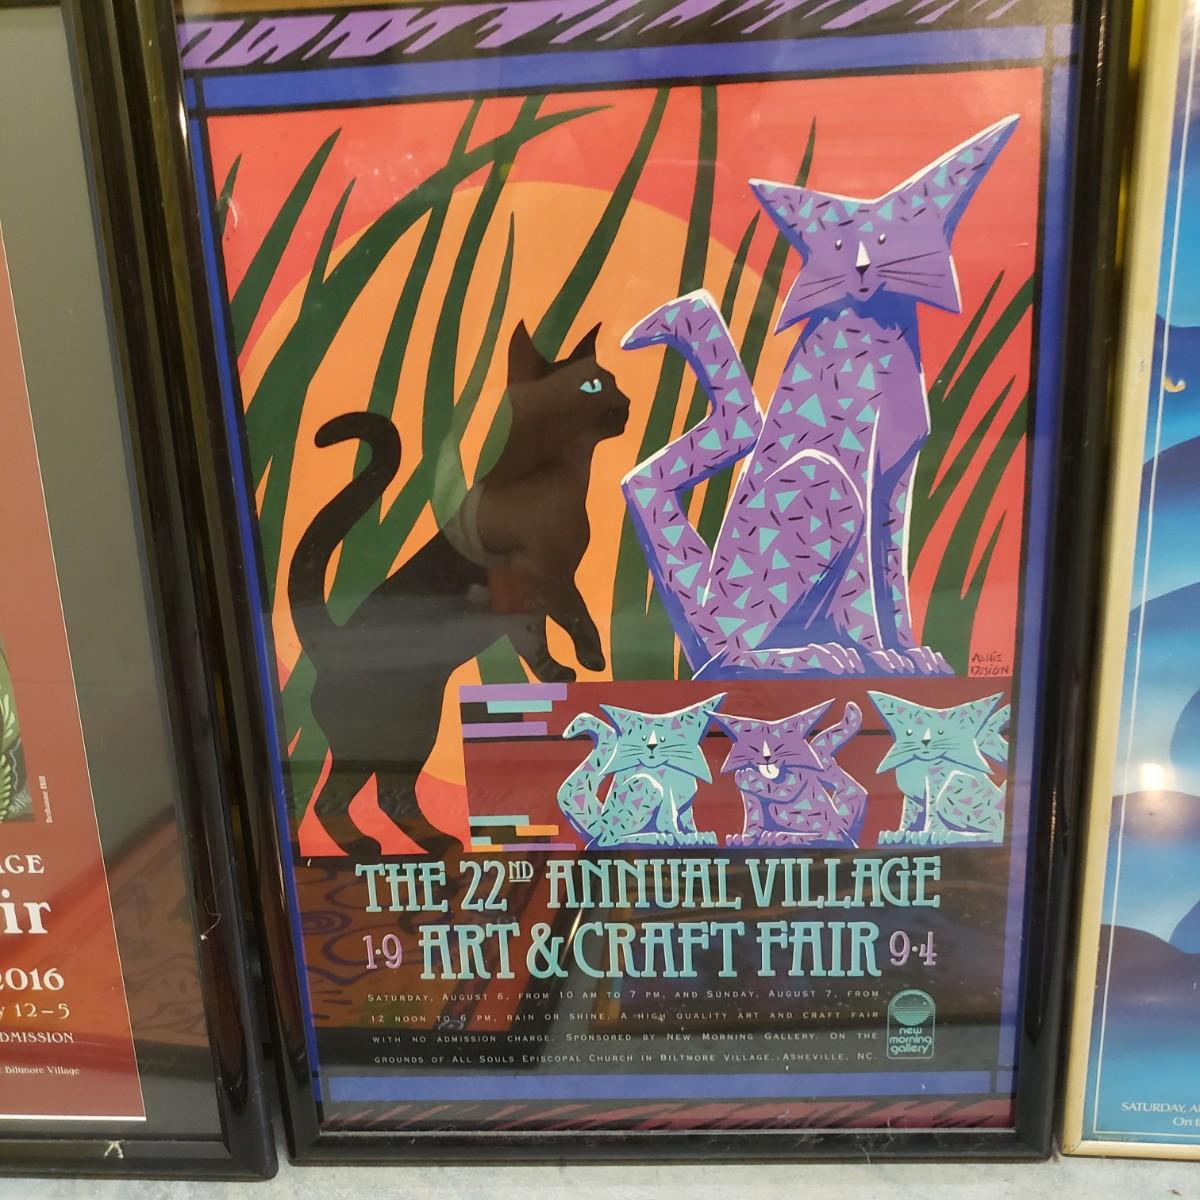 AGE
ir
2016
y 12-5
DMISSION
Biltmore Village
AERIE
DESIGN
THE 22ND ANNUAL VILLAGE
1·9 ART & CRAFT FAIR 9·4
SATURDAY, AUGUST 6, FROM 10 AM TO 7 PM, AND SUNDAY, AUGUST 7, FROM
12 NOON TO 6 PM, RAIN OR SHINE. A HIGH QUALITY ART AND CRAFT FAIR
WITH NO ADMISSION CHARGE. SPONSORED BY NEW MORNING GALLERY. ON THE
GROUNDS OF ALL SOULS EPISCOPAL CHURCH IN BILTMORE VILLAGE, ASHEVILLE, NC.
new
morning
gallery
SATURDAY, A
On t